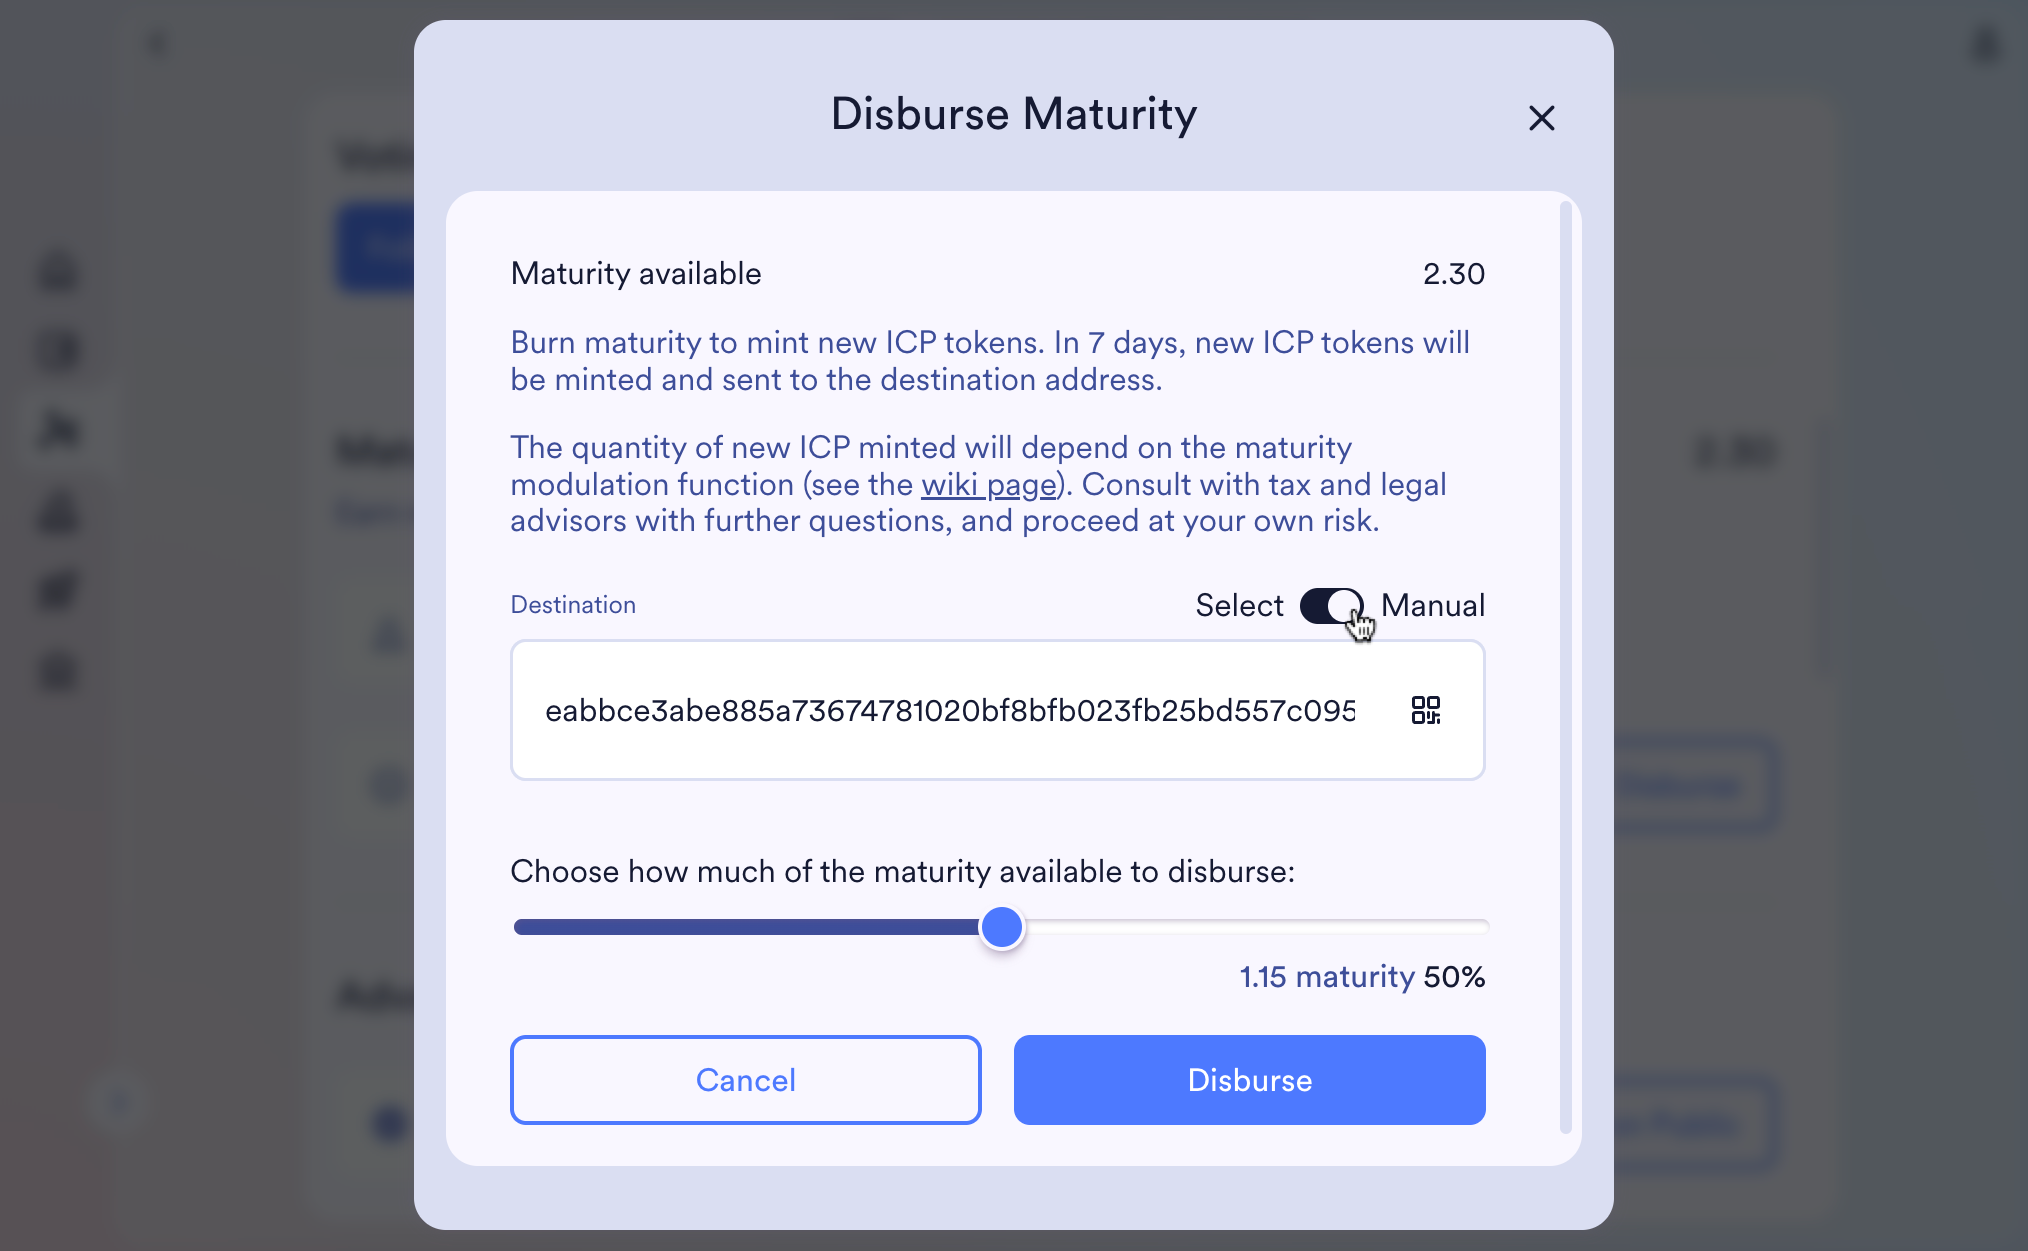 Disburse Maturity
Maturity available 2.30
Burn maturity to mint new ICP tokens. In 7 days, new ICP tokens will
be minted and sent to the destination address.
The quantity of new ICP minted will depend on the maturity
modulation function (see the wiki page). Consult with tax and legal
advisors with further questions, and proceed at your own risk.
Destination Select Manual
eabbce3abe885a73674781020bf8bfb023fb25bd557c095
Choose how much of the maturity available to disburse:
1.15 maturity 50%
Cancel Disburse
2.30
Disburse
Public